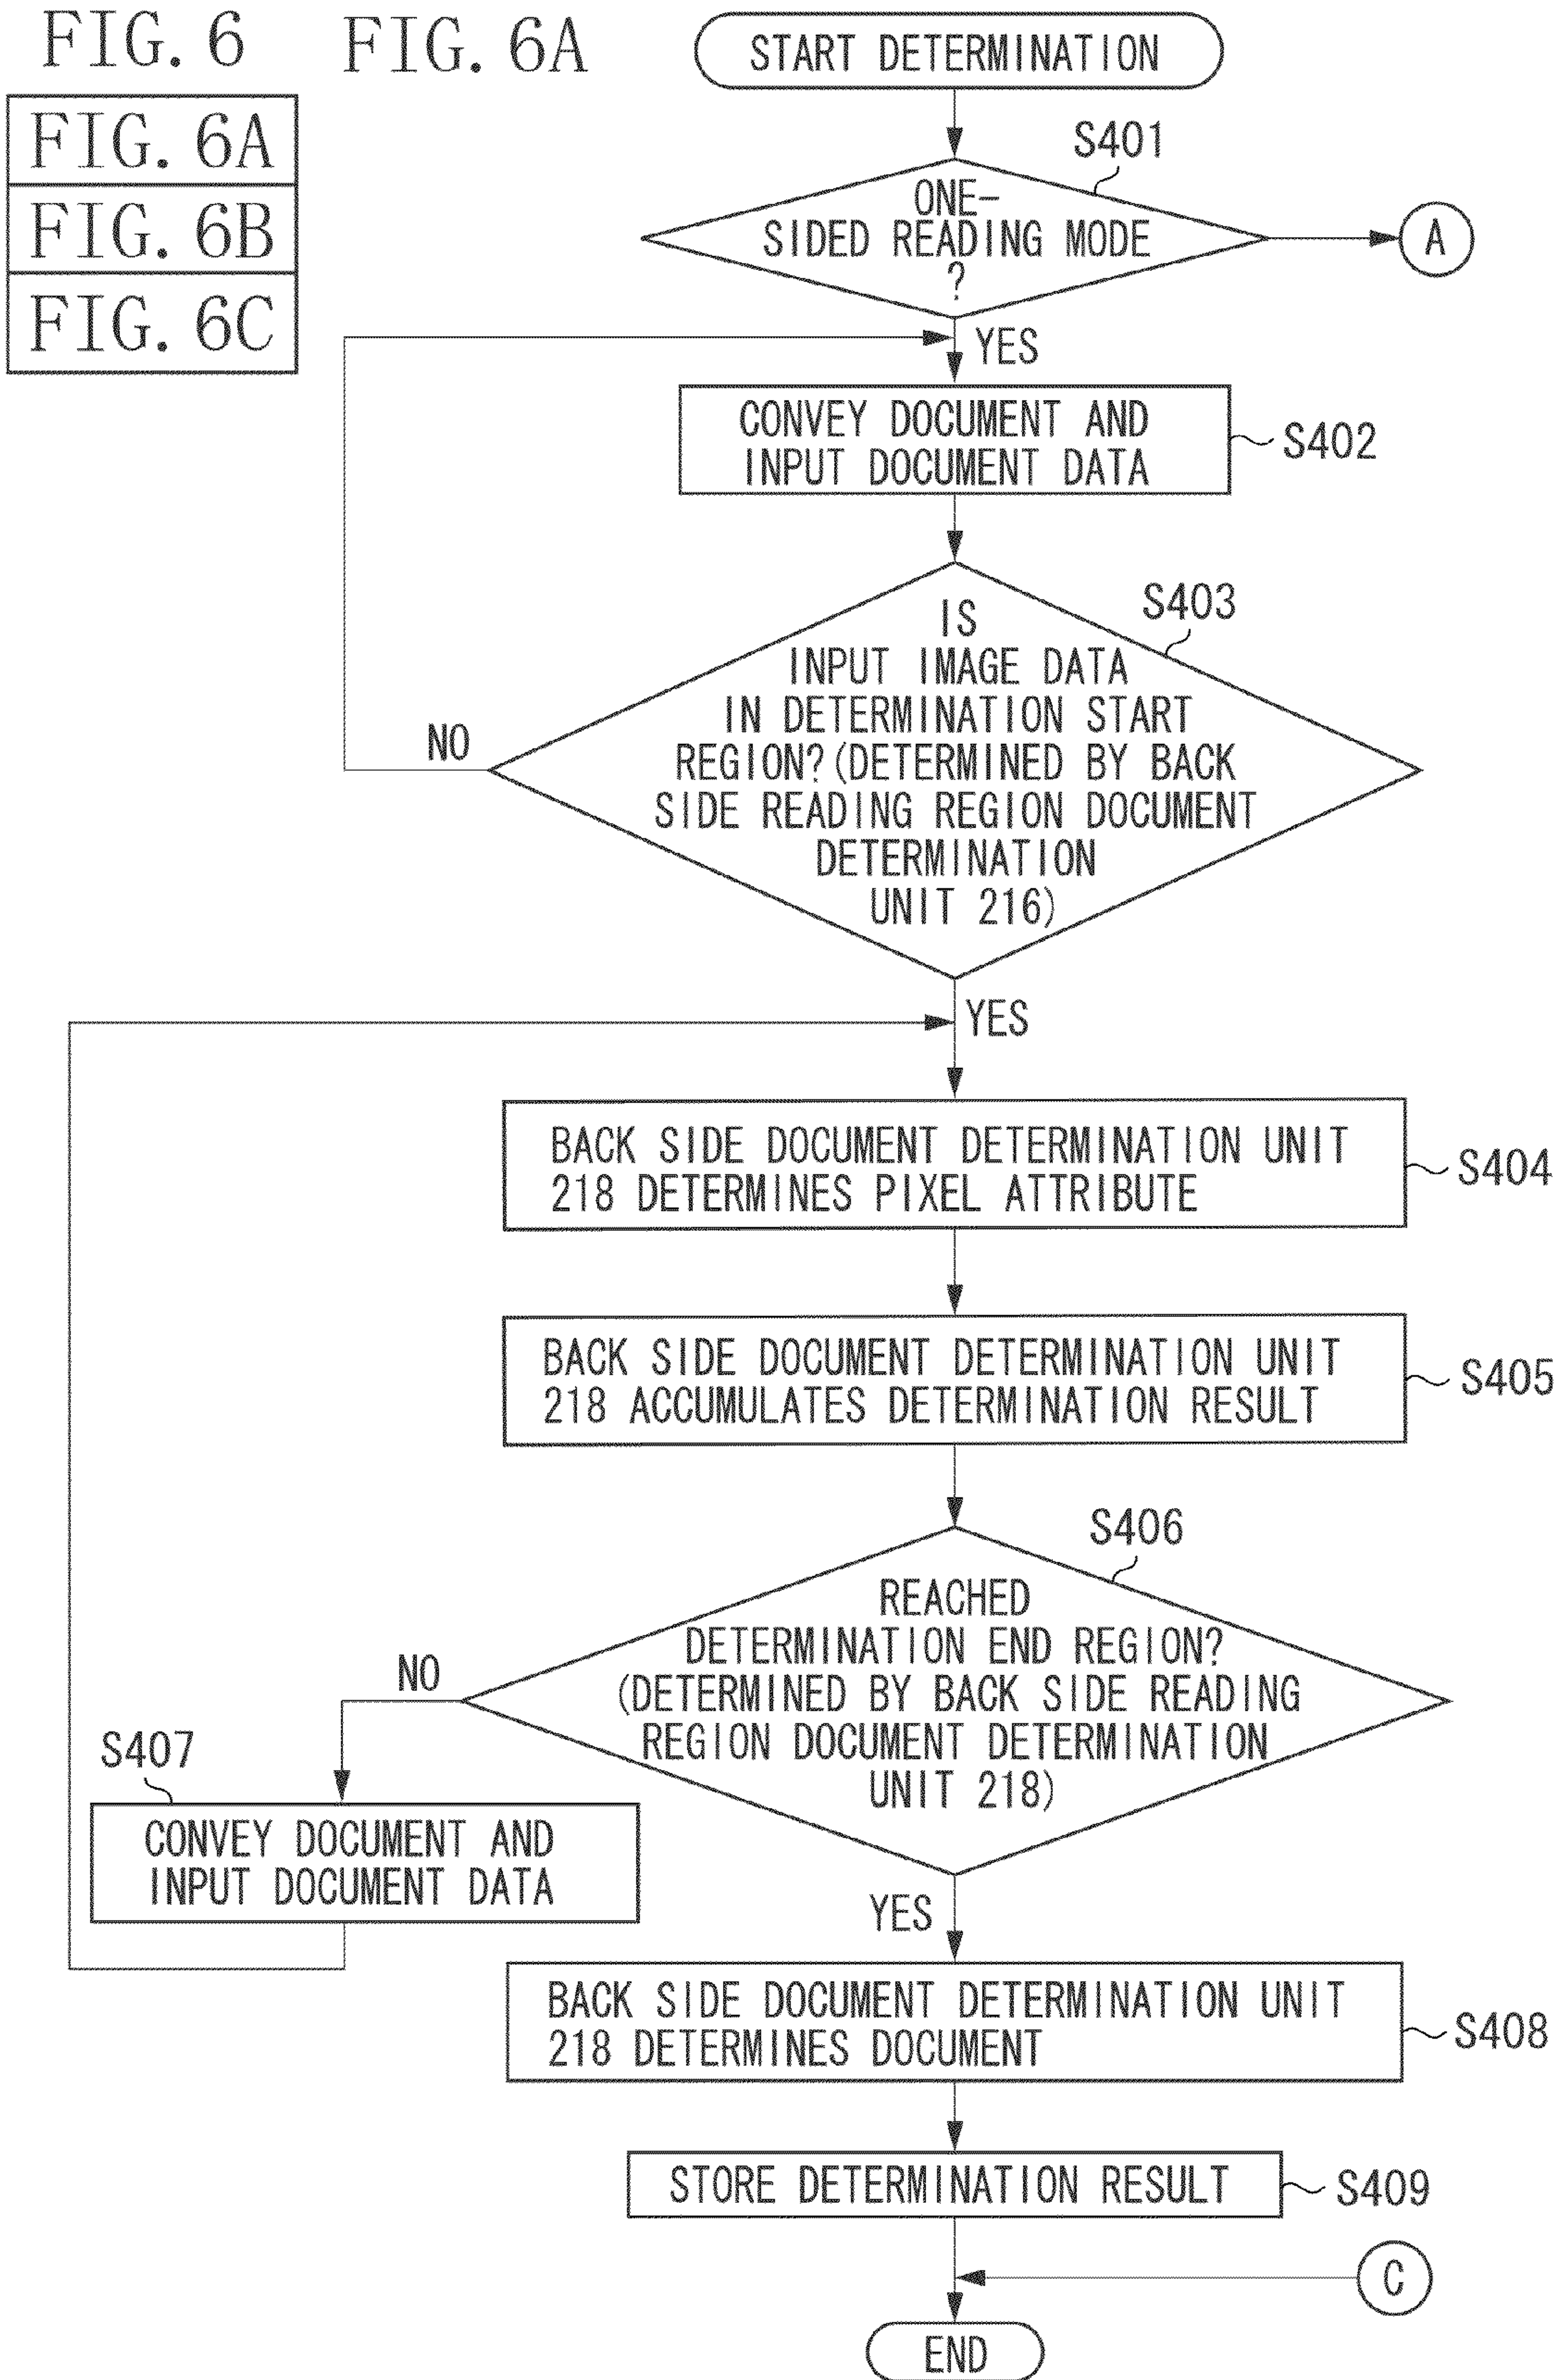 FIG. 6
FIG. 6A
FIG. 6A
FIG. 6B
FIG. 6C
START DETERMINATION
S401
ONE-
SIDED READING MODE
?
A
YES
CONVEY DOCUMENT AND
INPUT DOCUMENT DATA
S402
S403
IS
INPUT IMAGE DATA
IN DETERMINATION START
REGION?(DETERMINED BY BACK
SIDE READING REGION DOCUMENT
DETERMINATION
UNIT 216)
NO
YES
BACK SIDE DOCUMENT DETERMINATION UNIT
218 DETERMINES PIXEL ATTRIBUTE
S404
BACK SIDE DOCUMENT DETERMINATION UNIT
218 ACCUMULATES DETERMINATION RESULT
S405
S406
REACHED
DETERMINATION END REGION?
(DETERMINED BY BACK SIDE READING
REGION DOCUMENT DETERMINATION
UNIT 218)
NO
S407
CONVEY DOCUMENT AND
INPUT DOCUMENT DATA
YES
BACK SIDE DOCUMENT DETERMINATION UNIT
218 DETERMINES DOCUMENT
S408
STORE DETERMINATION RESULT
S409
C
END